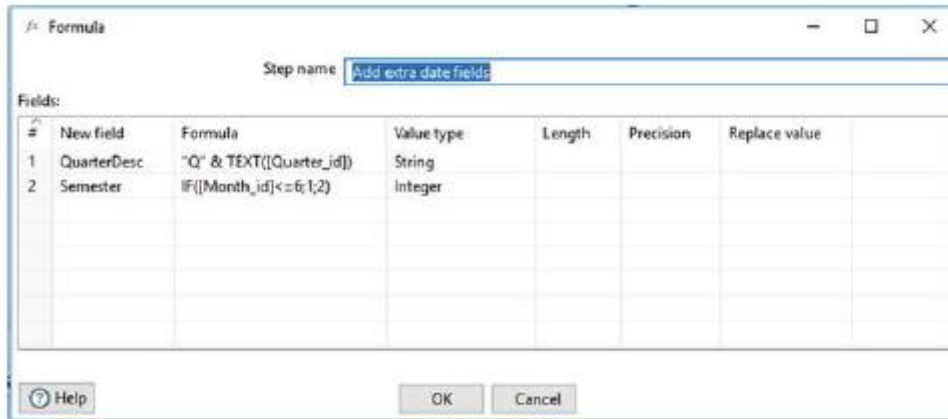 Formula
Step name Add extra date fields
Fields:
# New field Formula Value type Length Precision Replace value
1 QuarterDesc "Q" & TEXT([Quarter_id]) String
2 Semester IF([Month_id]<=6;1;2) Integer
Help OK Cancel